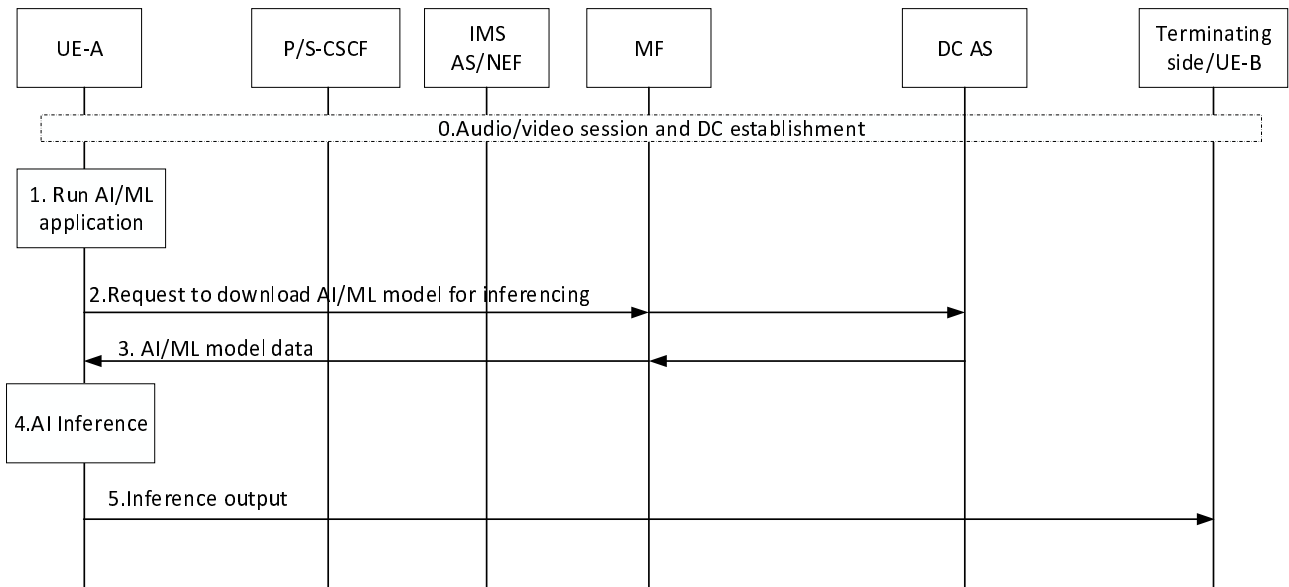 UE-A
P/S-CSCF
IMS
AS/NEF
MF
DC AS
Terminating
side/UE-B
0.Audio/video session and DC establishment
1. Run AI/ML
application
2.Request to download AI/ML model for inferencing
3. AI/ML model data
4.AI Inference
5.Inference output